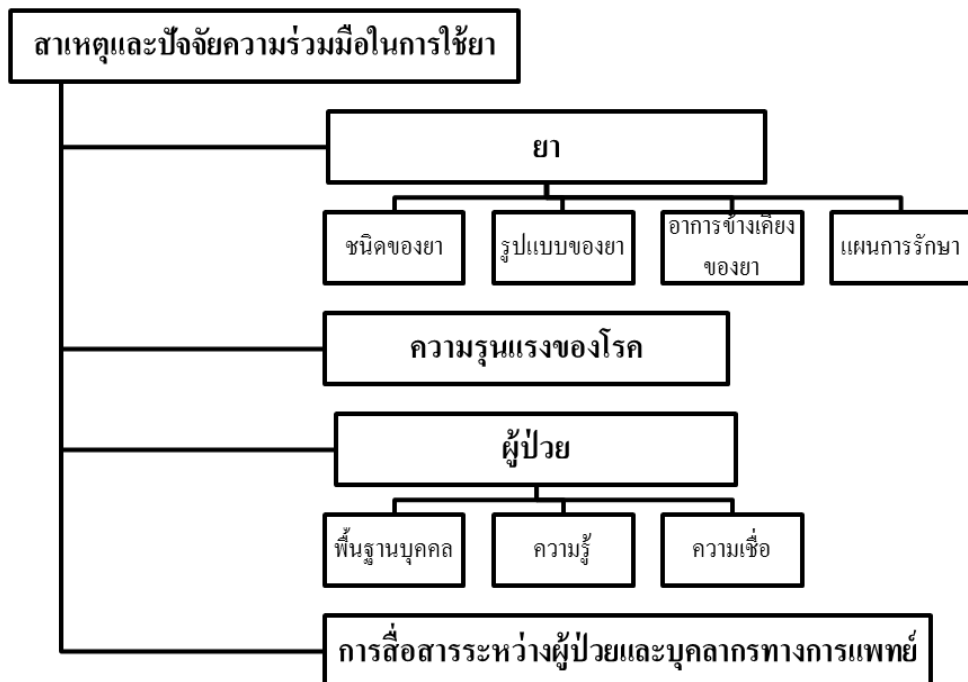 สาเหตุและปัจจัยความร่วมมือในการใช้ยา
ยา
ชนิดของยา
รูปแบบของยา
อาการข้างเคียง
ของยา
แผนการรักษา
ความรุนแรงของโรค
ผู้ป่วย
พื้นฐานบุคคล
ความรู้
ความเชื่อ
การสื่อสารระหว่างผู้ป่วยและบุคลากรทางการแพทย์